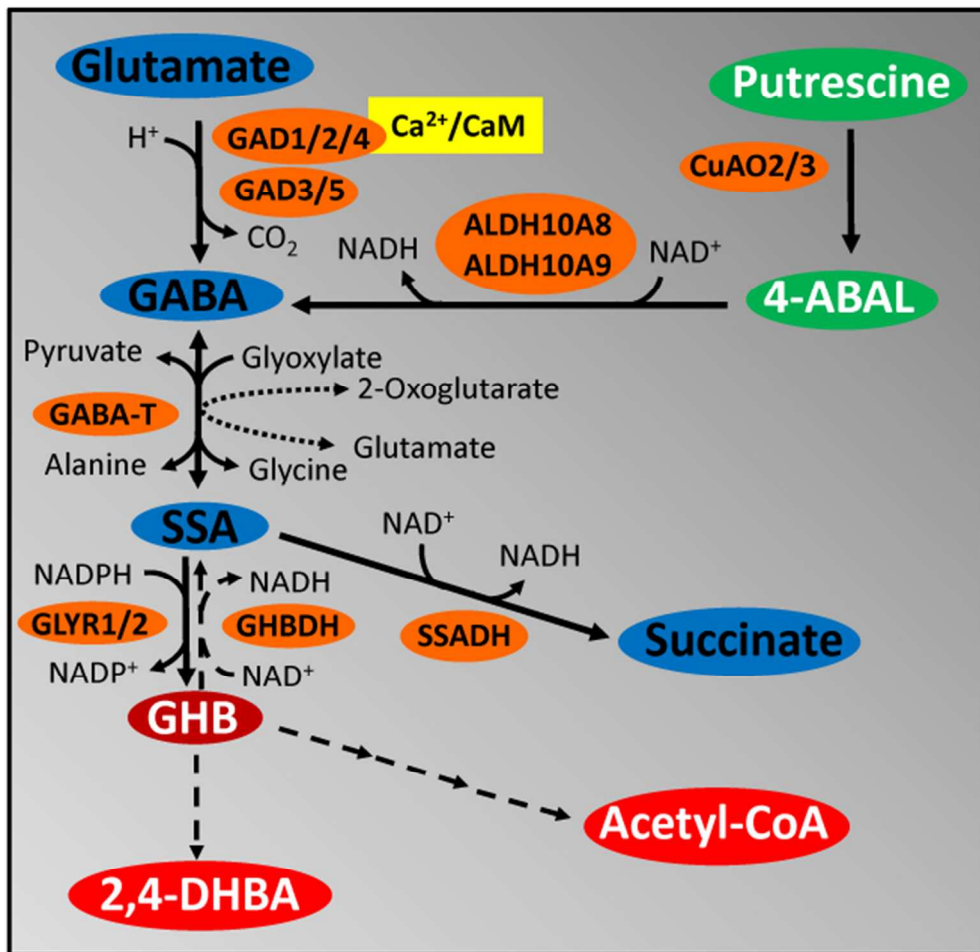 Glutamate
Putrescine
H⁺
GAD1/2/4
Ca²⁺/CaM
GAD3/5
CuAO2/3
CO₂
NADH
ALDH10A8
ALDH10A9
NAD⁺
GABA
4-ABAL
Pyruvate
Glyoxylate
2-Oxoglutarate
GABA-T
Glutamate
Alanine
Glycine
SSA
NAD⁺
NADH
NADPH
NADH
GLYR1/2
GHBDH
SSADH
Succinate
NADP⁺
NAD⁺
GHB
Acetyl-CoA
2,4-DHBA